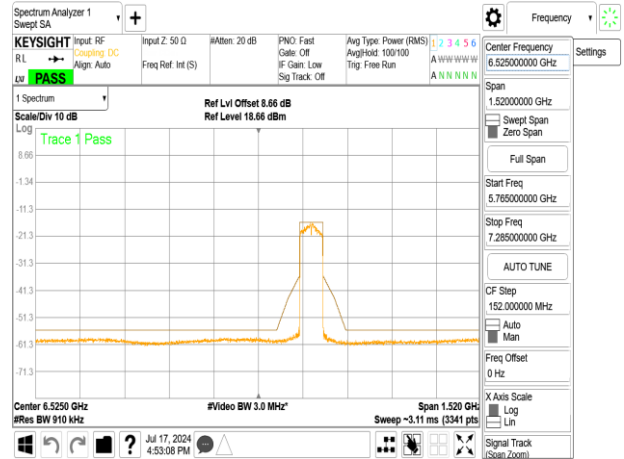 Spectrum Analyzer 1
Swept SA
Frequency
KEYSIGHT
RL
LXI
PASS
Input: RF
Coupling: DC
Align: Auto
Input Z: 50 Ω
Freq Ref: Int (S)
#Atten: 20 dB
PNO: Fast
Gate: Off
IF Gain: Low
Sig Track: Off
Avg Type: Power (RMS)
Avg|Hold: 100/100
Trig: Free Run
1 2 3 4 5 6
A W W W W W
A N N N N N
Settings
1 Spectrum
Scale/Div 10 dB
Ref Lvl Offset 8.66 dB
Ref Level 18.66 dBm
Log
Trace 1 Pass
8.66
-1.34
-11.3
-21.3
-31.3
-41.3
-51.3
-61.3
-71.3
Center 6.5250 GHz
#Res BW 910 kHz
#Video BW 3.0 MHz*
Span 1.520 GHz
Sweep ~3.11 ms (3341 pts
Jul 17, 2024
4:53:08 PM
Center Frequency
6.525000000 GHz
Span
1.52000000 GHz
Swept Span
Zero Span
Full Span
Start Freq
5.765000000 GHz
Stop Freq
7.285000000 GHz
AUTO TUNE
CF Step
152.000000 MHz
Auto
Man
Freq Offset
0 Hz
X Axis Scale
Log
Lin
Signal Track
(Span Zoom)